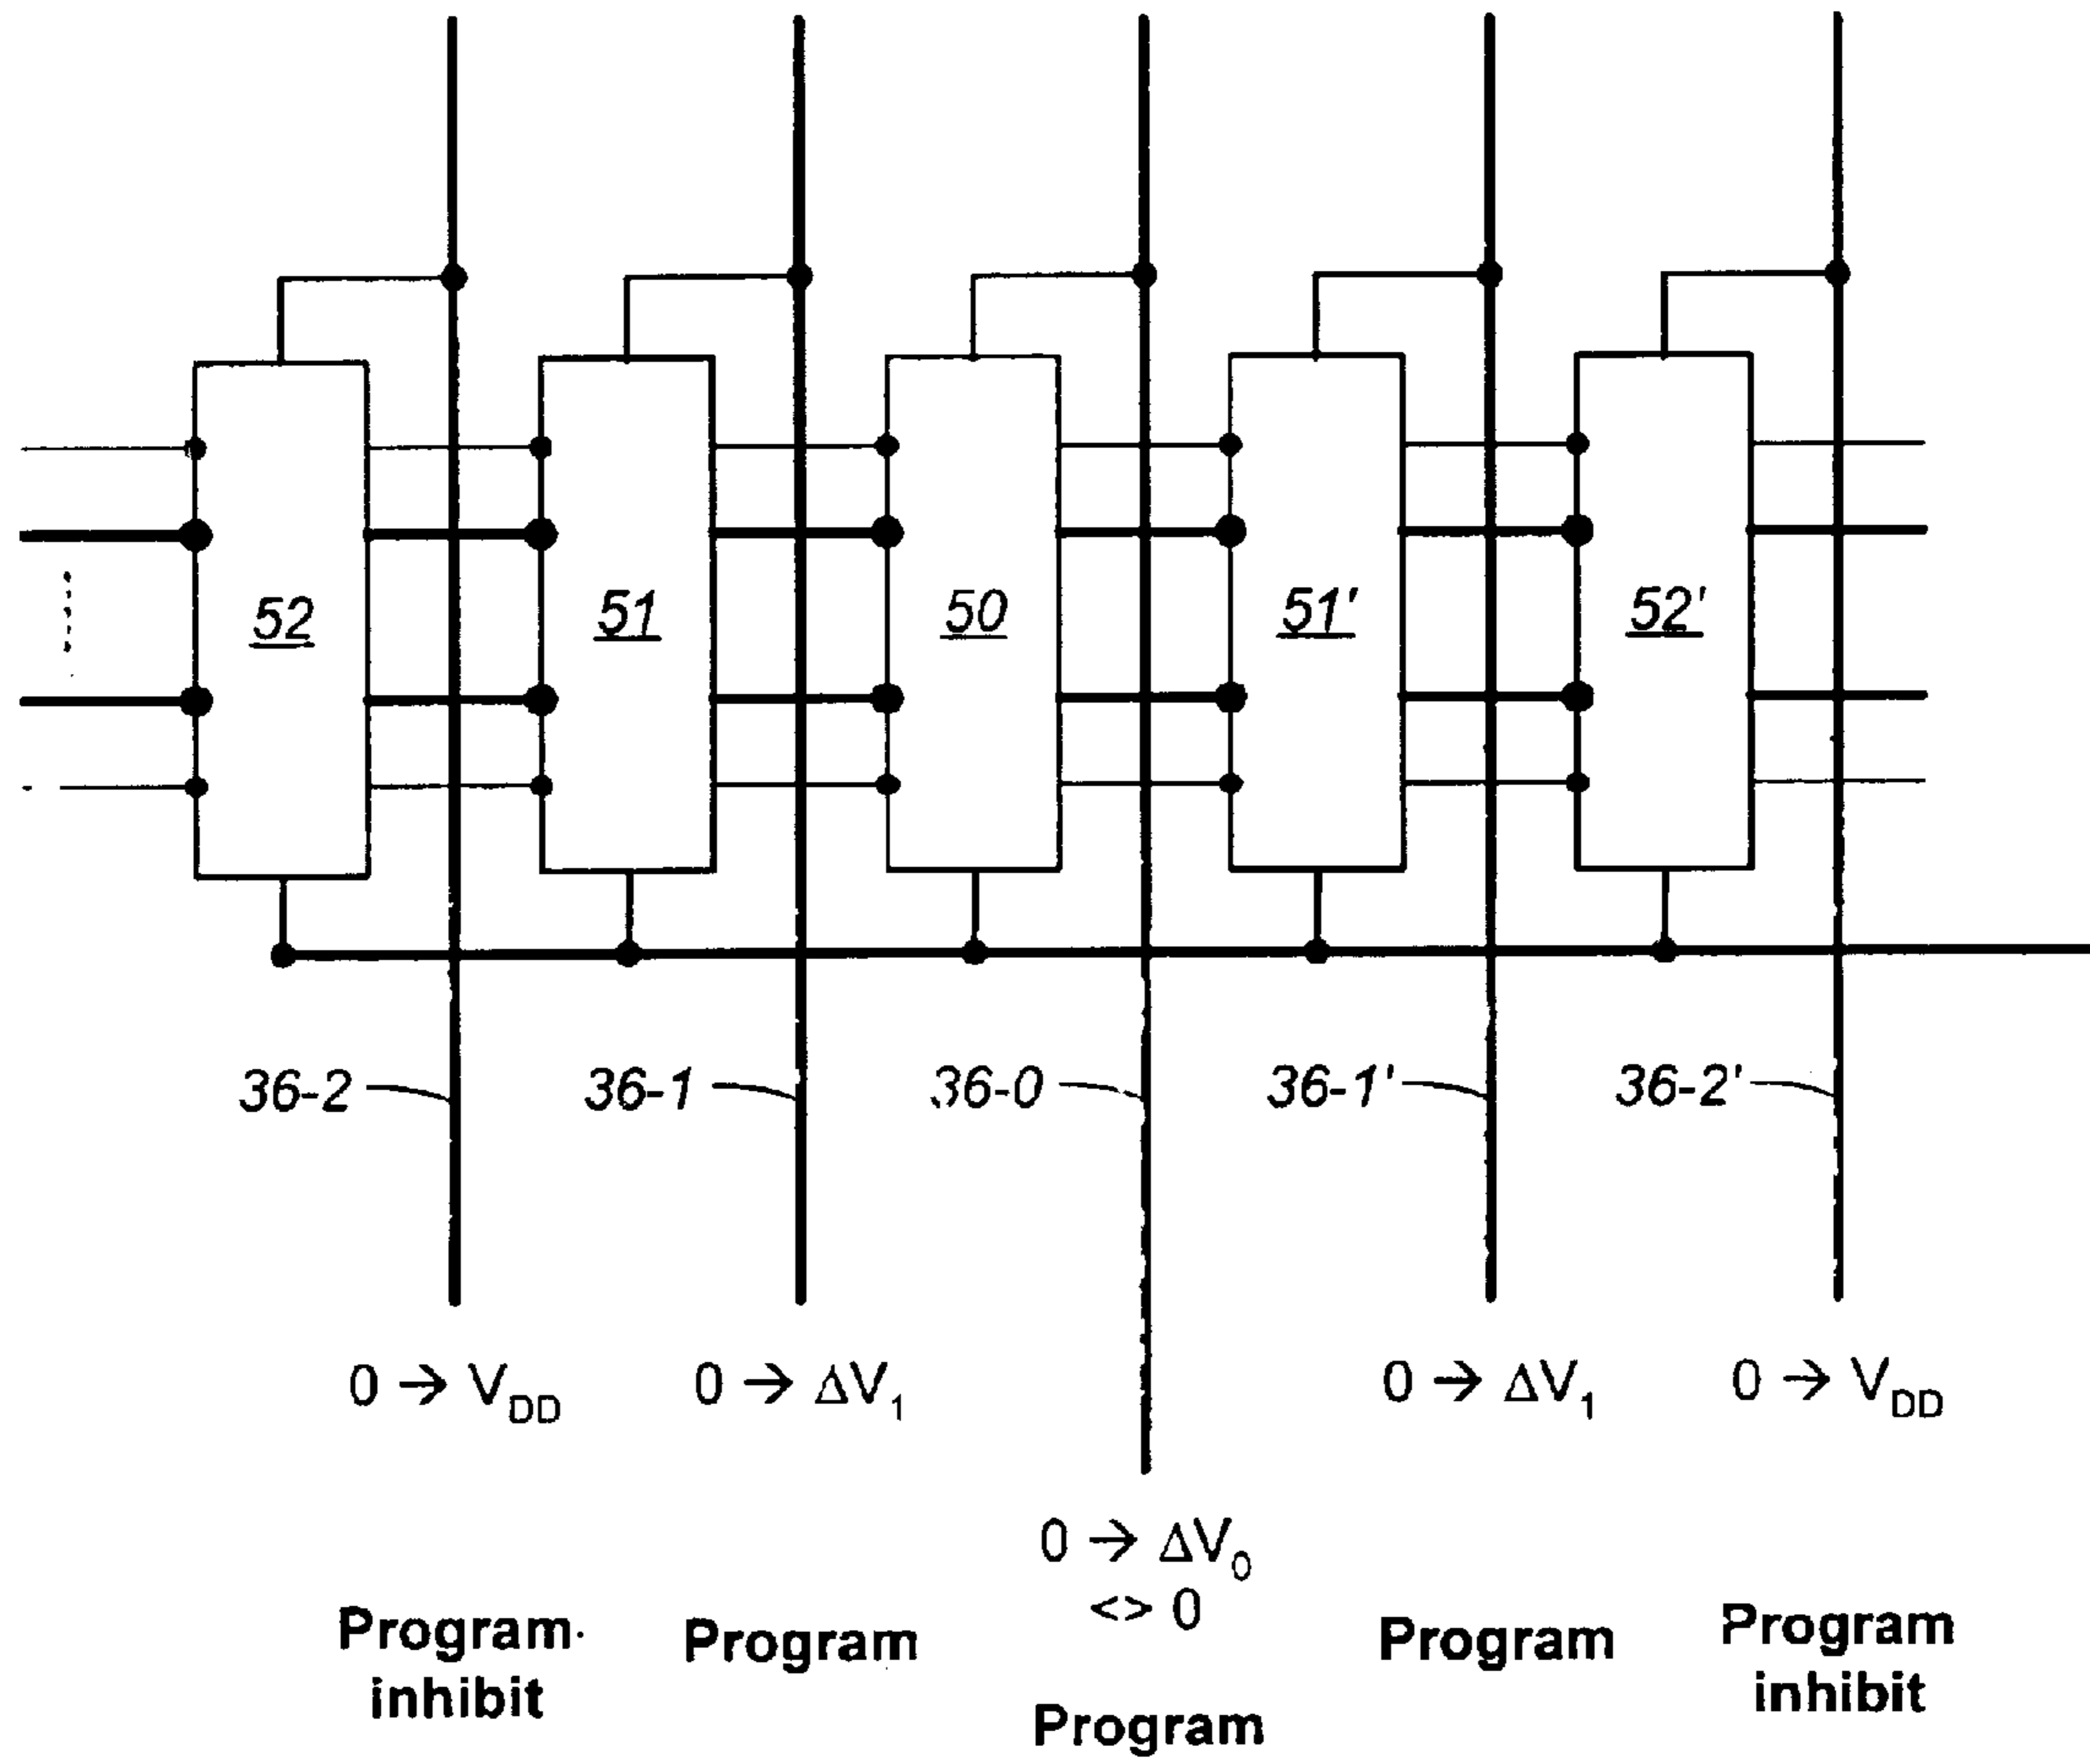 52
51
50
51'
52'
36-2
36-1
36-0
36-1'
36-2'
0 → V_DD
0 → ΔV_1
0 → ΔV_0
<> 0
0 → ΔV_1
0 → V_DD
Program
inhibit
Program
Program
Program
Program
inhibit